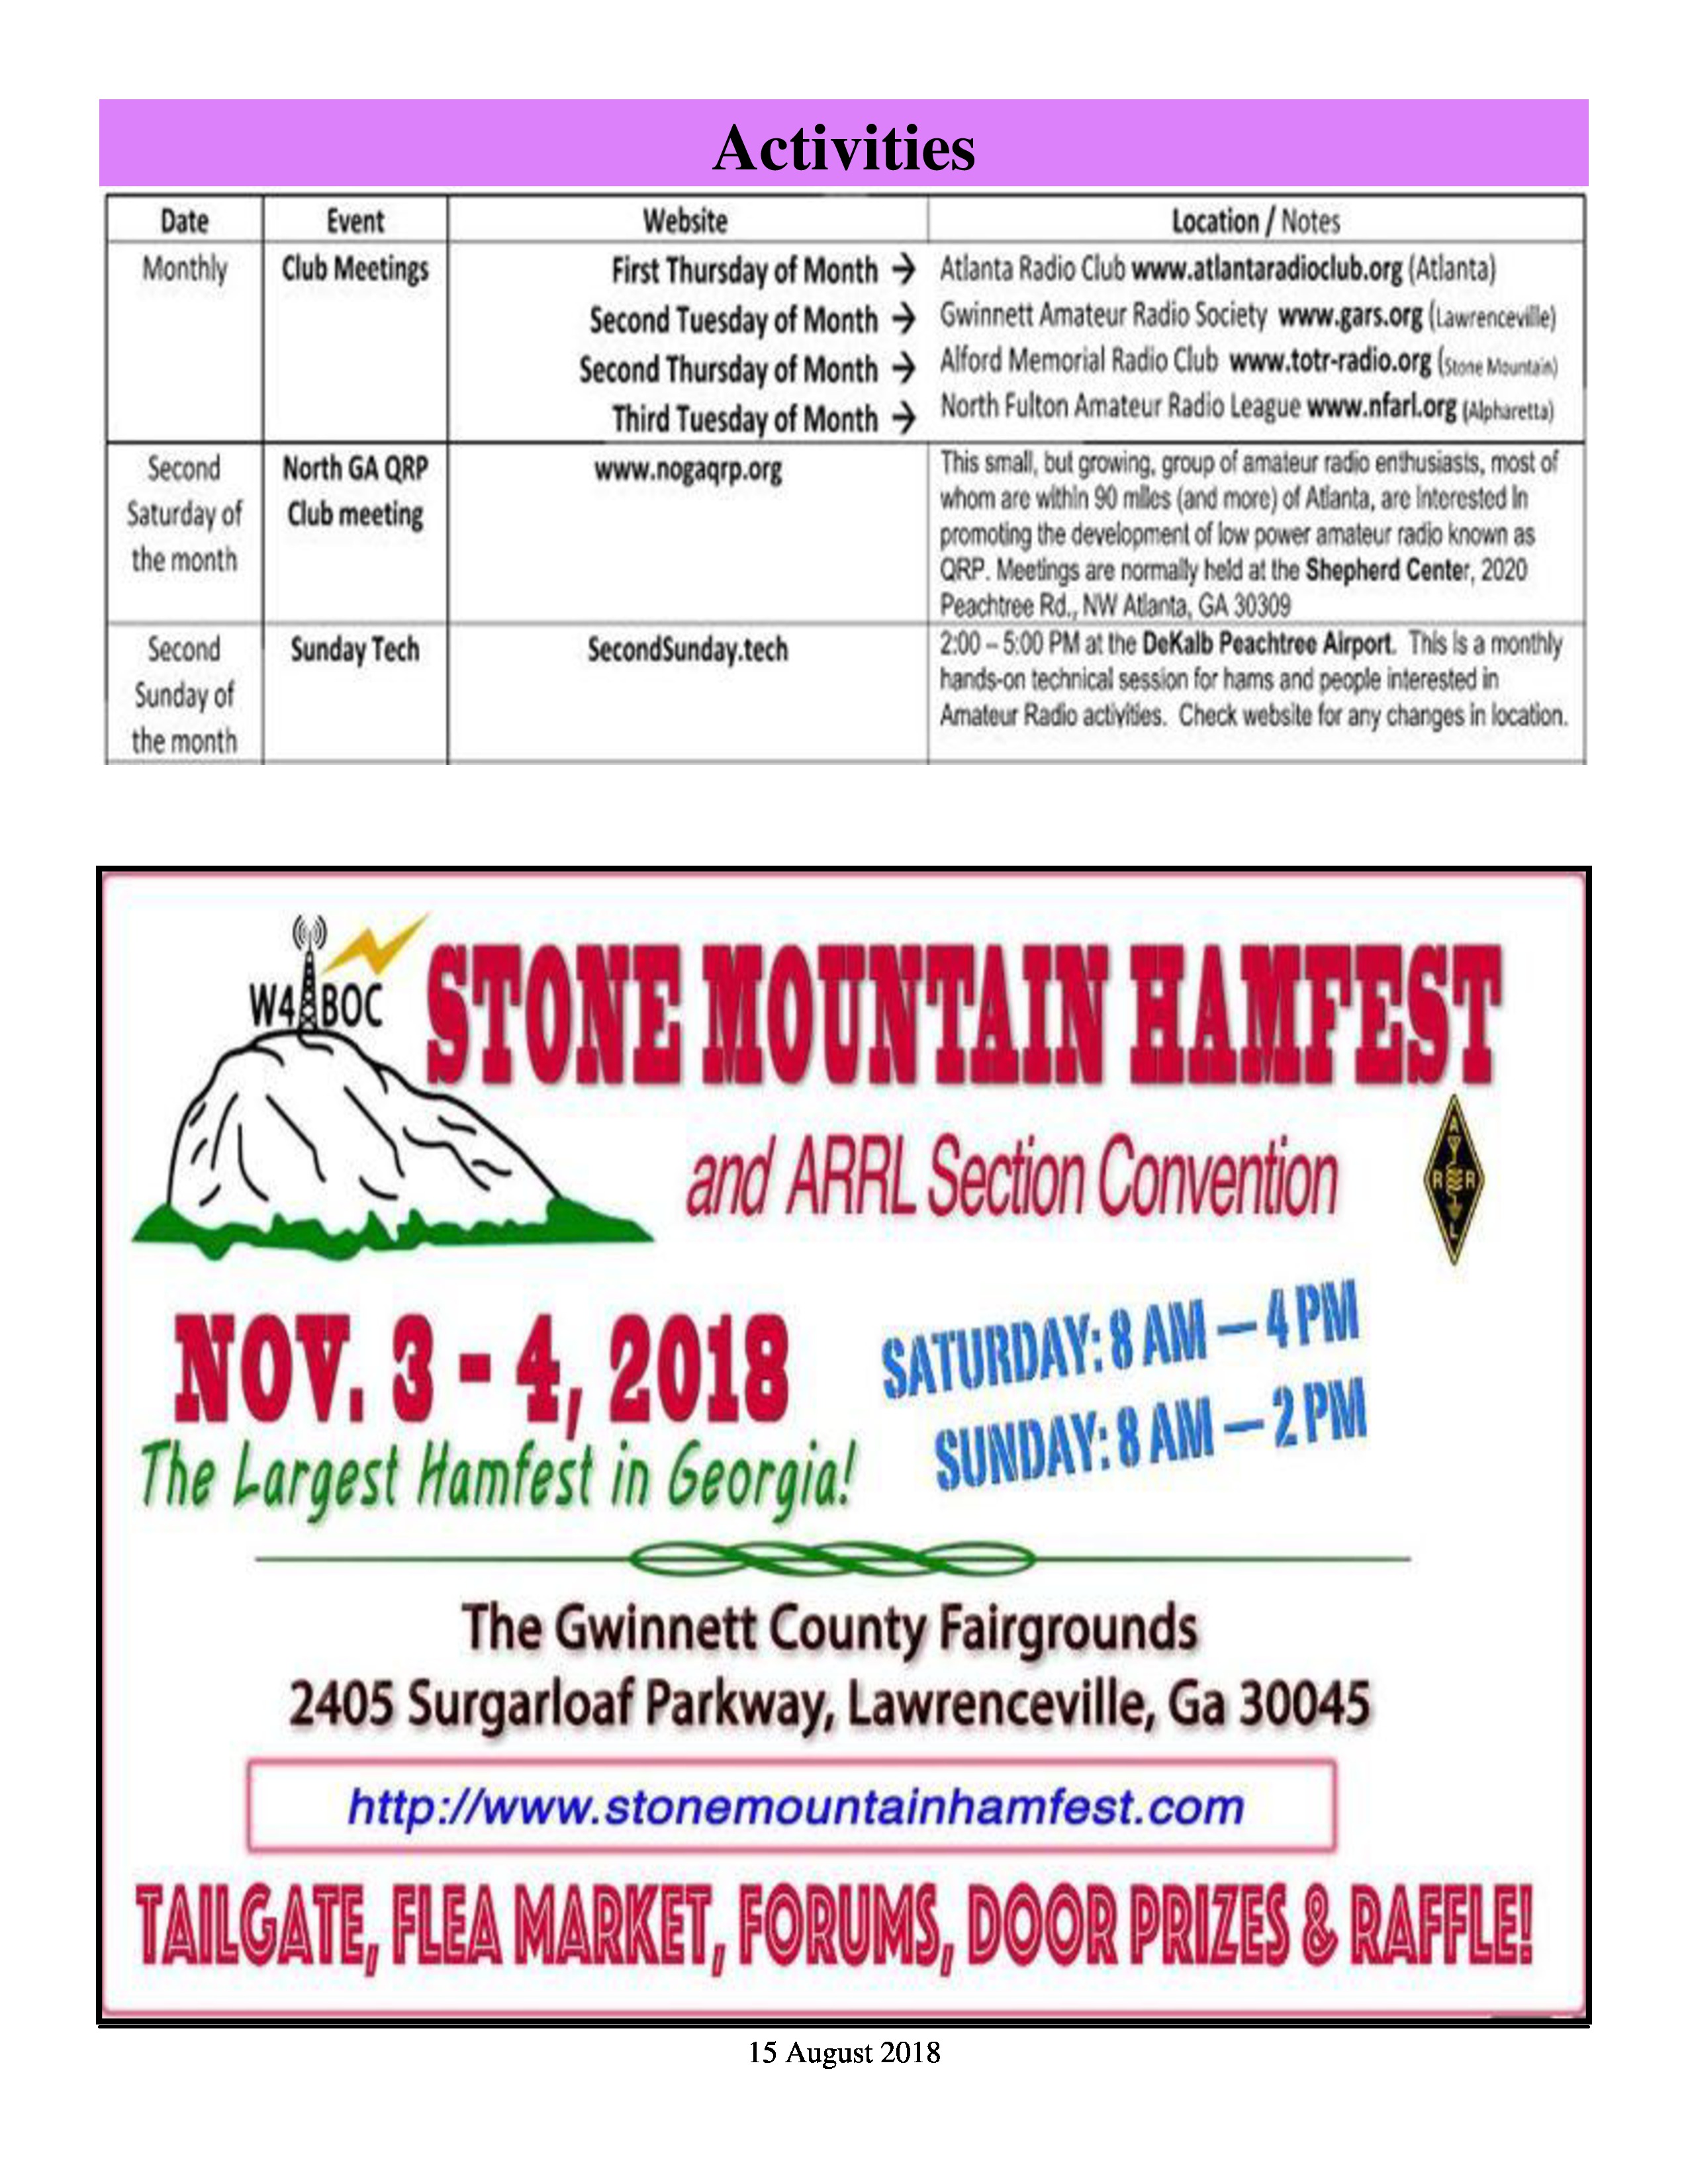 Activities
Date Event Website Location / Notes
Monthly Club Meetings First Thursday of Month → Atlanta Radio Club www.atlantaradioclub.org (Atlanta)
Second Tuesday of Month → Gwinnett Amateur Radio Society www.gars.org (Lawrenceville)
Second Thursday of Month → Alford Memorial Radio Club www.totr-radio.org (Stone Mountain)
Third Tuesday of Month → North Fulton Amateur Radio League www.nfarl.org (Alpharetta)
Second
Saturday of
the month
North GA QRP
Club meeting
www.nogaqrp.org
This small, but growing, group of amateur radio enthusiasts, most of
whom are within 90 miles (and more) of Atlanta, are interested in
promoting the development of low power amateur radio known as
QRP. Meetings are normally held at the Shepherd Center, 2020
Peachtree Rd., NW Atlanta, GA 30309
Second
Sunday of
the month
Sunday Tech
SecondSunday.tech
2:00 – 5:00 PM at the DeKalb Peachtree Airport. This is a monthly
hands-on technical session for hams and people interested in
Amateur Radio activities. Check website for any changes in location.
W4BOC
STONE MOUNTAIN HAMFEST
and ARRL Section Convention
A
R R
L
NOV. 3 - 4, 2018
SATURDAY: 8 AM — 4 PM
SUNDAY: 8 AM — 2 PM
The Largest Hamfest in Georgia!
The Gwinnett County Fairgrounds
2405 Surgarloaf Parkway, Lawrenceville, Ga 30045
http://www.stonemountainhamfest.com
TAILGATE, FLEA MARKET, FORUMS, DOOR PRIZES & RAFFLE!
15 August 2018